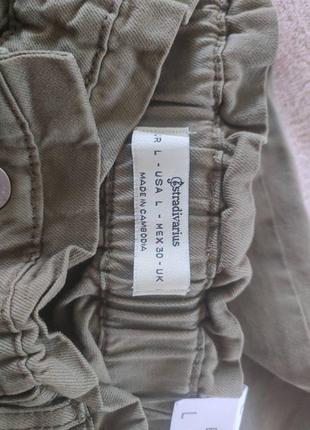 stradivarius
R L - USA L - MEX 30 - UK
MADE IN CAMBODIA
L